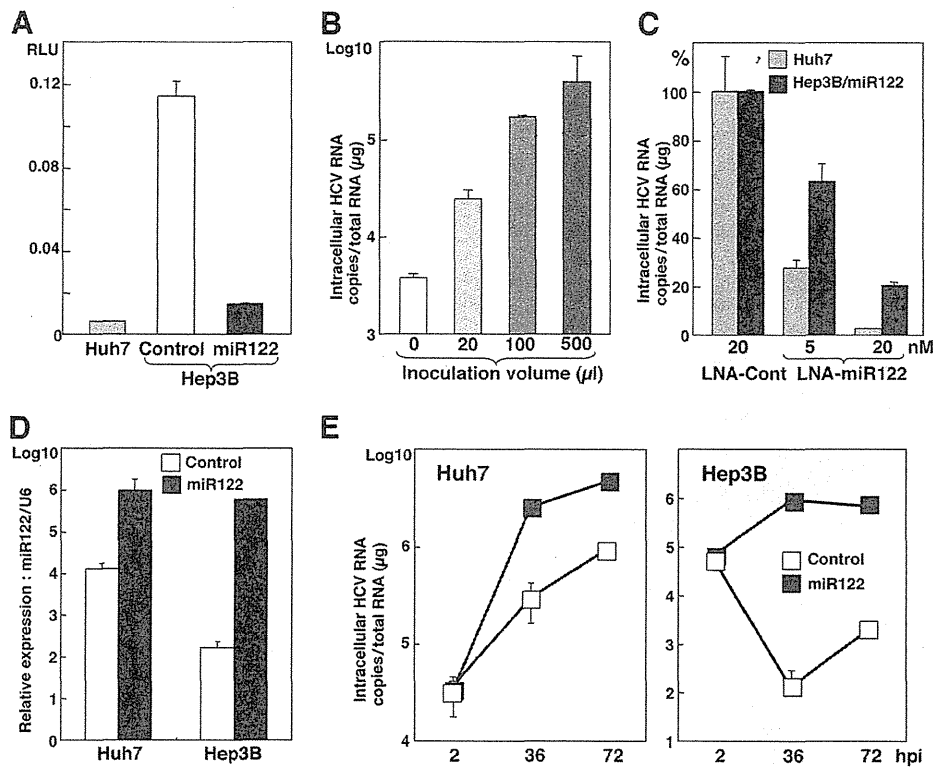 A
RLU
0.12
0.08
0.04
0
Huh7 Control miR122
Hep3B
B
Log10
Intracellular HCV RNA
copies/total RNA (µg)
5
4
3
0 20 100 500
Inoculation volume (µl)
C
%
Huh7
Hep3B/miR122
Intracellular HCV RNA
copies/total RNA (µg)
100
80
60
40
20
0
20 5 20 nM
LNA-Cont LNA-miR122
D
Log10
Control
miR122
Relative expression : miR122/U6
6
5
4
3
2
1
0
Huh7 Hep3B
E
Log10
Huh7
Intracellular HCV RNA
copies/total RNA (µg)
6
5
4
2 36 72
Hep3B
Control
miR122
6
5
4
3
2
1
2 36 72 hpi